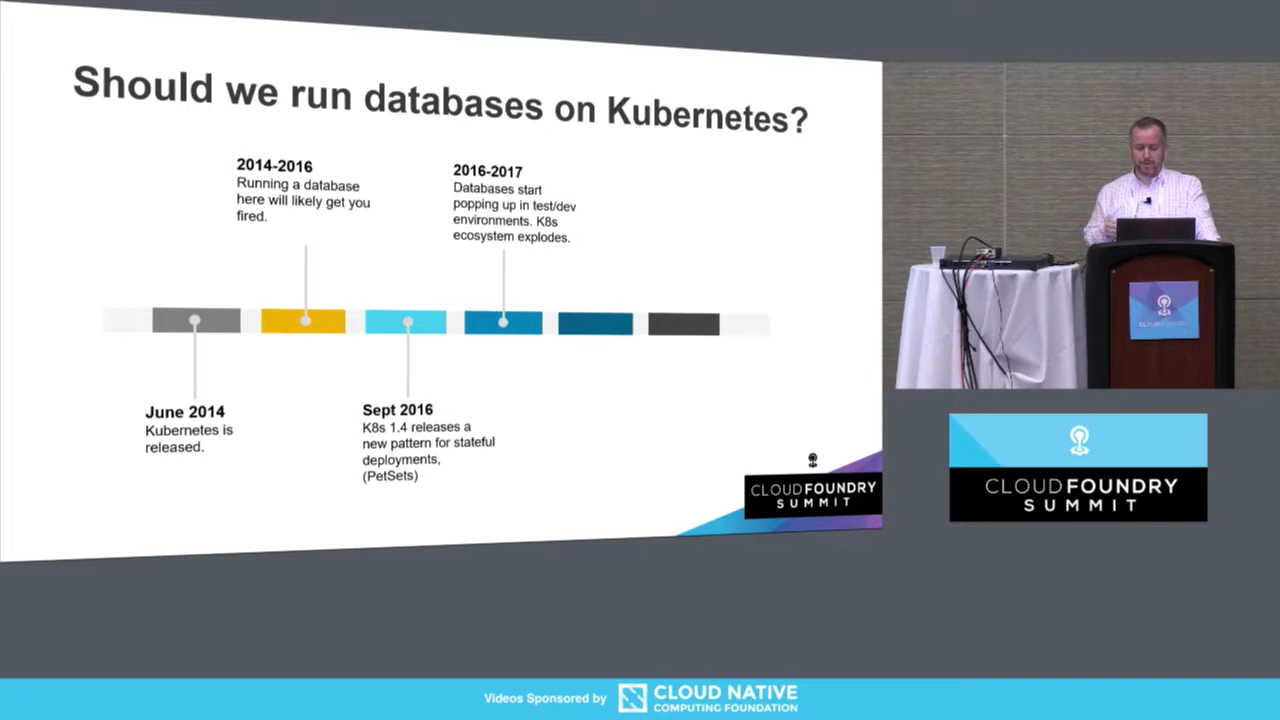 Should we run databases on Kubernetes?
2014-2016
Running a database
here will likely get you
fired.
2016-2017
Databases start
popping up in test/dev
environments. K8s
ecosystem explodes.
June 2014
Kubernetes is
released.
Sept 2016
K8s 1.4 releases a
new pattern for stateful
deployments,
(PetSets)
CLOUDFOUNDRY
SUMMIT
CLOUDFOUNDRY
CLOUDFOUNDRY
SUMMIT
Videos Sponsored by
CLOUD NATIVE
COMPUTING FOUNDATION